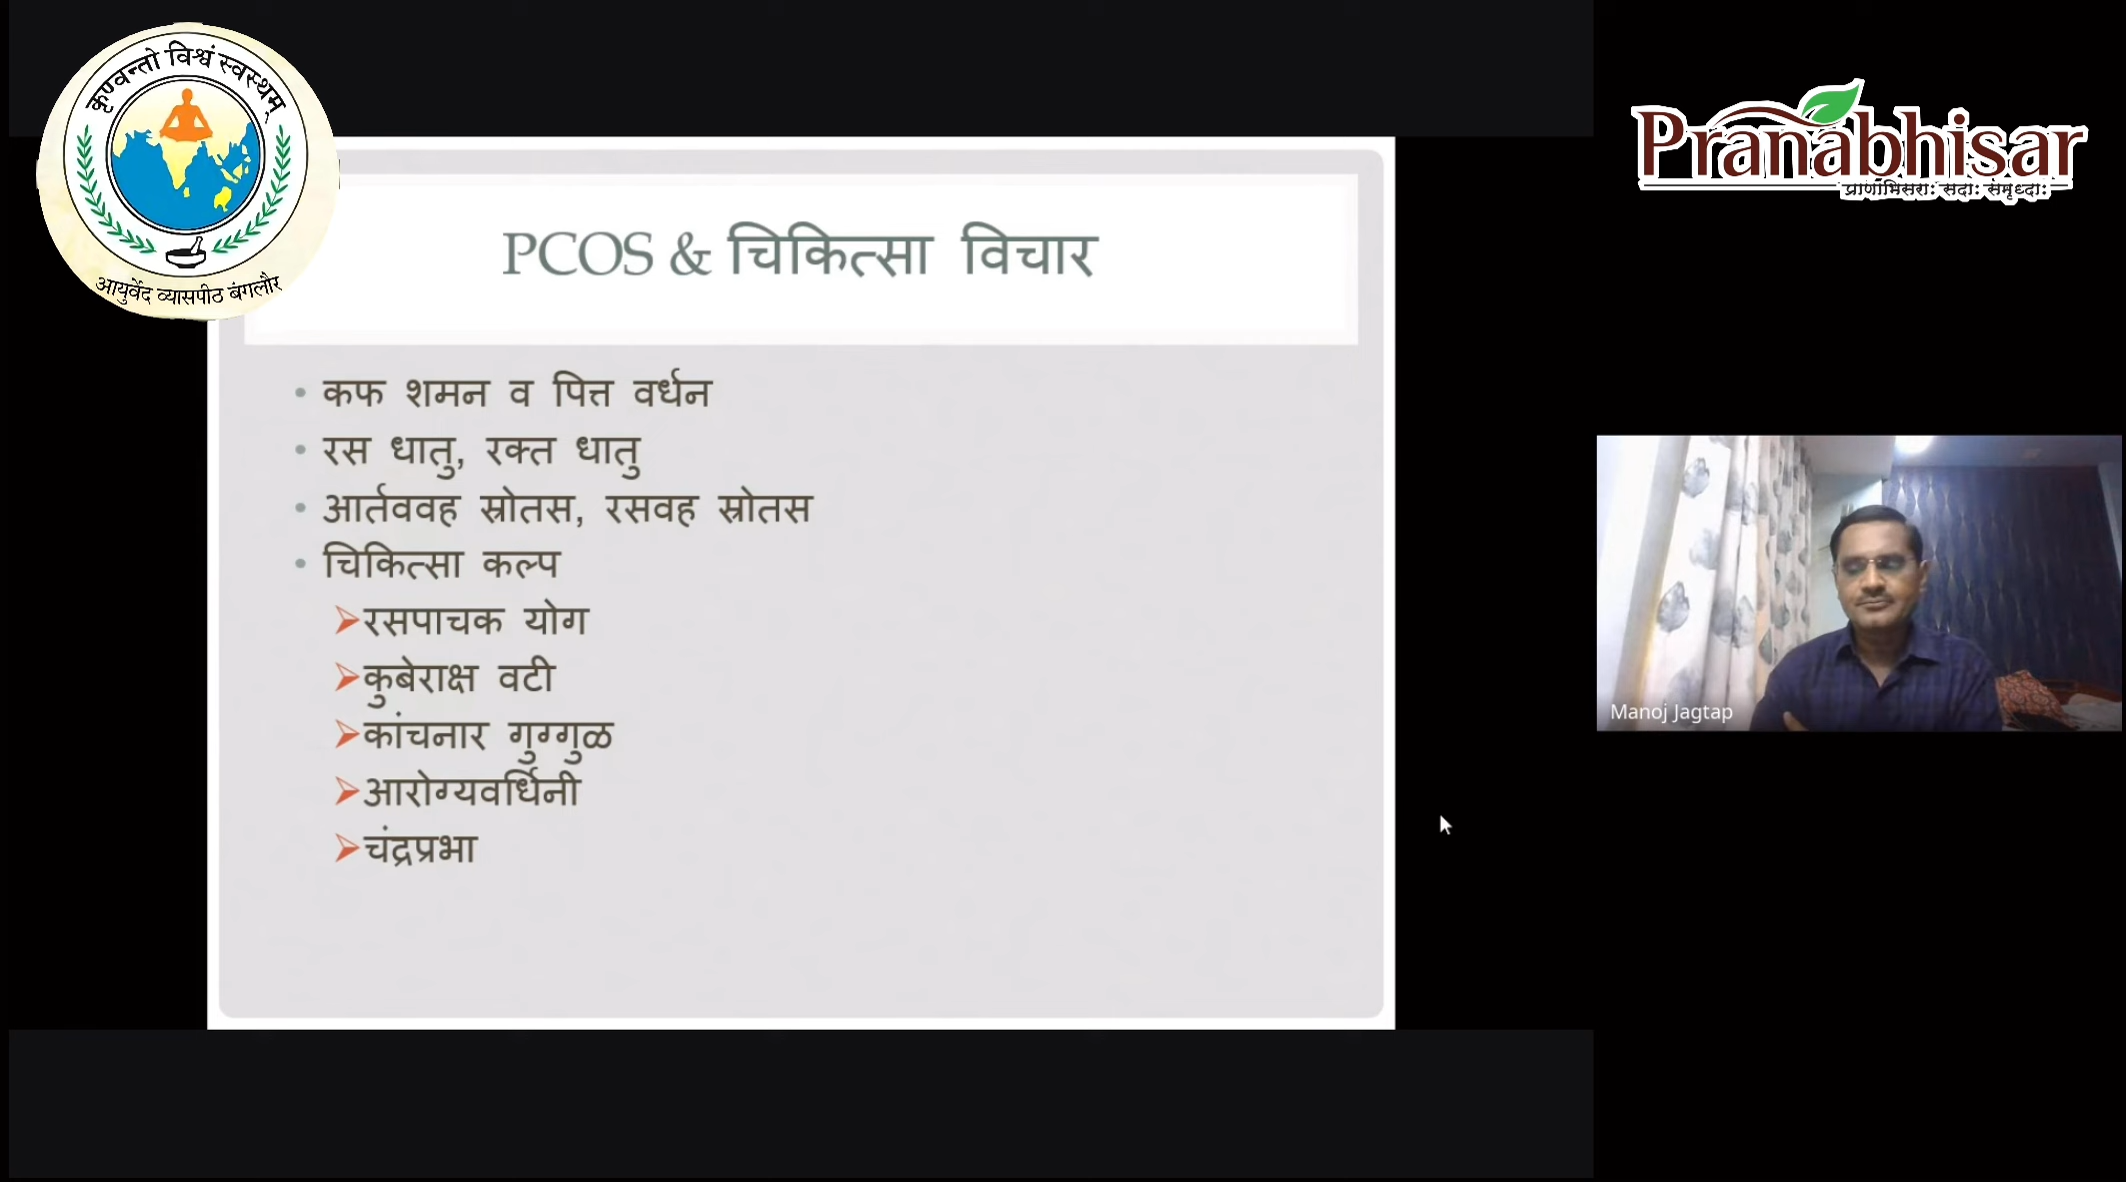 कृण्वन्तो विश्वं स्वस्थम्
आयुर्वेद व्यासपीठ बंगलौर
Pranabhisar
प्राणाभिसराः सदाः संमृध्दाः
PCOS & चिकित्सा विचार
• कफ शमन व पित्त वर्धन
• रस धातु, रक्त धातु
• आर्तववह स्रोतस, रसवह स्रोतस
• चिकित्सा कल्प
➢रसपाचक योग
➢कुबेराक्ष वटी
➢कांचनार गुग्गुळ
➢आरोग्यवर्धिनी
➢चंद्रप्रभा
Manoj Jagtap